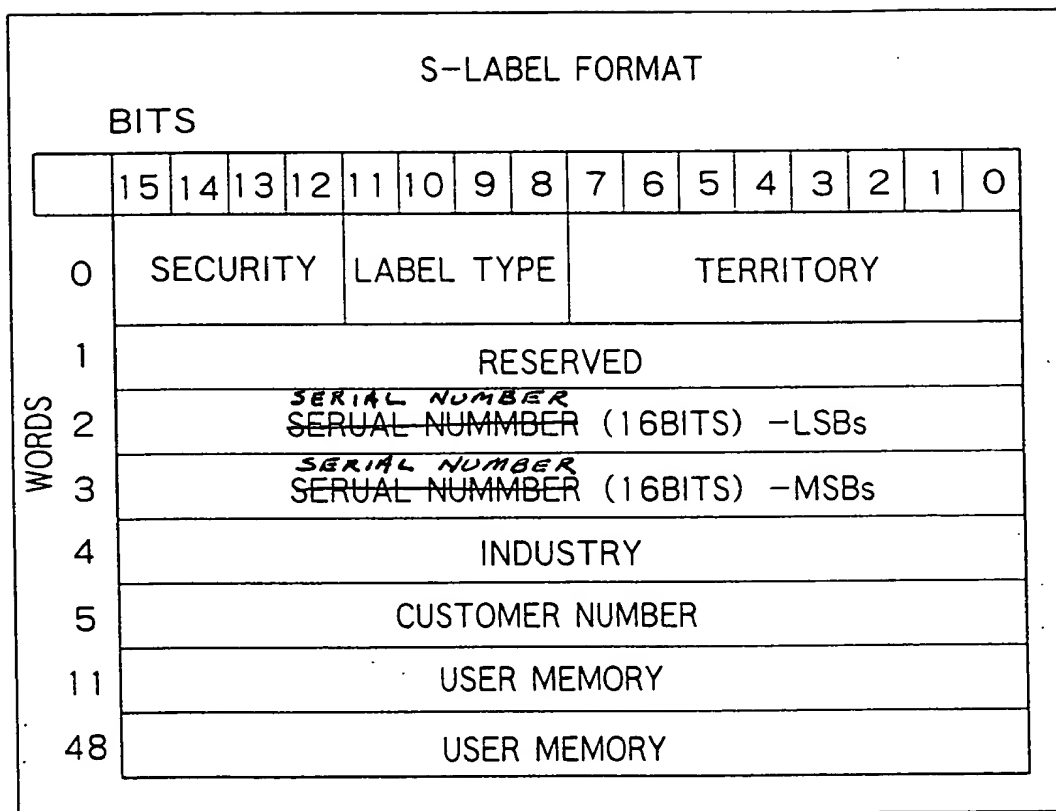 S-LABEL FORMAT
BITS
15 14 13 12 11 10 9 8 7 6 5 4 3 2 1 0
WORDS
0 SECURITY LABEL TYPE TERRITORY
1 RESERVED
SERIAL NUMBER
2 SERUAL NUMMBER (16BITS) -LSBs
SERIAL NUMBER
3 SERUAL NUMMBER (16BITS) -MSBs
4 INDUSTRY
5 CUSTOMER NUMBER
11 USER MEMORY
48 USER MEMORY